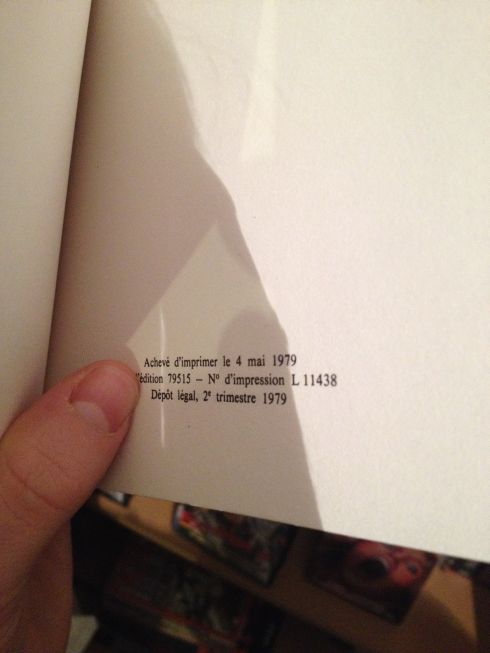 Achevé d'imprimer le 4 mai 1979
d'édition 79515 – Nº d'impression L 11438
Dépôt légal, 2e trimestre 1979